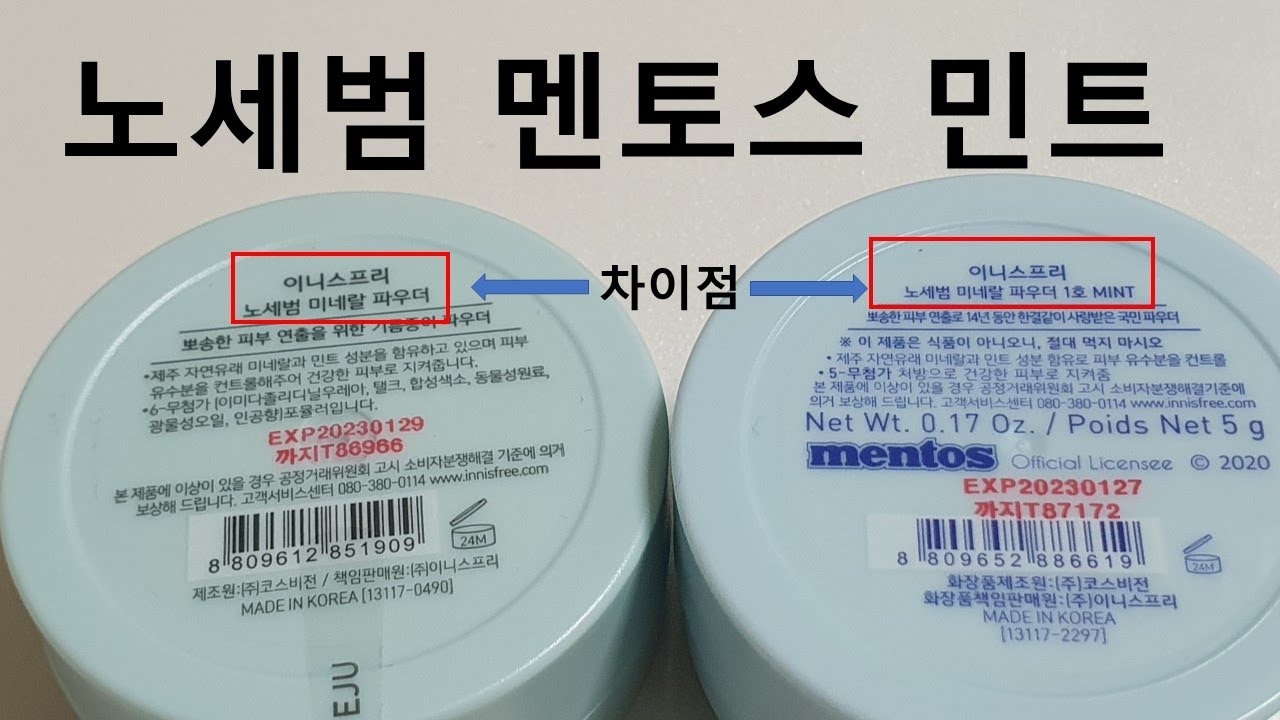 노세범 멘토스 민트
차이점
이니스프리
노세범 미네랄 파우더
뽀송한 피부 연출을 위한 기름종이 파우더
•제주 자연유래 미네랄과 민트 성분을 함유하고 있으며 피부
유수분을 컨트롤해주어 건강한 피부로 지켜줍니다.
•6-무첨가 [이미다졸리디닐우레아, 탤크, 합성색소, 동물성원료,
광물성오일, 인공향]포뮬러입니다.
EXP20230129
까지T86966
본 제품에 이상이 있을 경우 공정거래위원회 고시 소비자분쟁해결 기준에 의거
보상해 드립니다. 고객서비스센터 080-380-0114 www.innisfree.com
8 809612 851909
24M
제조원:(주)코스비전 / 책임판매원:(주)이니스프리
MADE IN KOREA [13117-0490]
EJU
이니스프리
노세범 미네랄 파우더 1호 MINT
뽀송한 피부 연출로 14년 동안 한결같이 사랑받은 국민 파우더
※ 이 제품은 식품이 아니오니, 절대 먹지 마시오
• 제주 자연유래 미네랄과 민트 성분 함유로 피부 유수분을 컨트롤
• 5-무첨가 처방으로 건강한 피부로 지켜줌
본 제품에 이상이 있을 경우 공정거래위원회 고시 소비자분쟁해결기준에
의거 보상해 드립니다. 고객서비스센터 080-380-0114 www.innisfree.com
Net Wt. 0.17 Oz. / Poids Net 5 g
mentos Official Licensee © 2020
EXP20230127
까지T87172
8 809652 886619
24M
화장품제조원:(주)코스비전
화장품책임판매원:(주)이니스프리
MADE IN KOREA
[13117-2297]